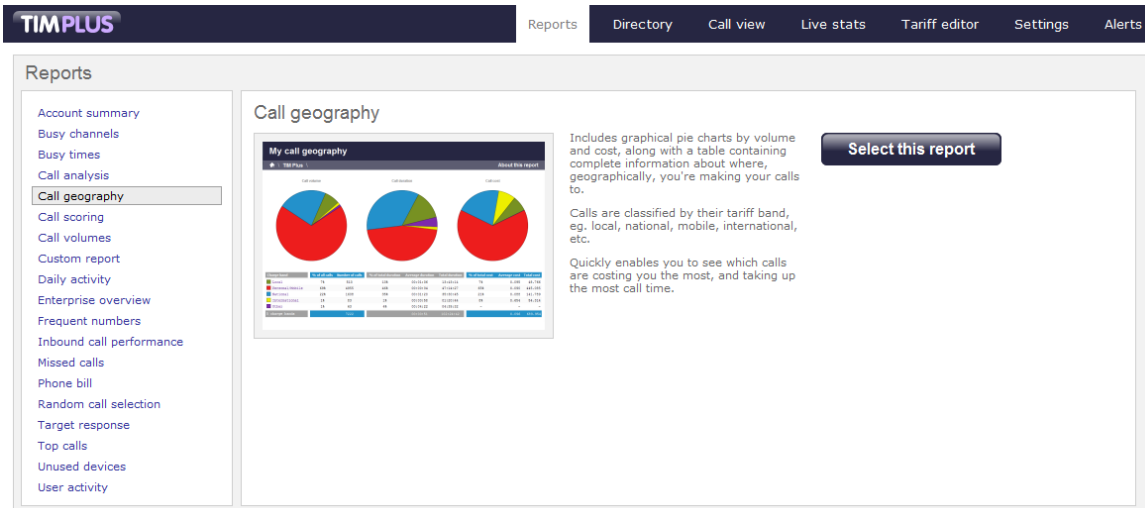 TIMPLUS
Reports Directory Call view Live stats Tariff editor Settings Alerts
Reports
Account summary
Busy channels
Busy times
Call analysis
Call geography
Call scoring
Call volumes
Custom report
Daily activity
Enterprise overview
Frequent numbers
Inbound call performance
Missed calls
Phone bill
Random call selection
Target response
Top calls
Unused devices
User activity
Call geography
My call geography
TIM Plus
About this report
Call volume Call duration Call cost
Includes graphical pie charts by volume
and cost, along with a table containing
complete information about where,
geographically, you're making your calls
to.
Calls are classified by their tariff band,
eg. local, national, mobile, international,
etc.
Quickly enables you to see which calls
are costing you the most, and taking up
the most call time.
Select this report